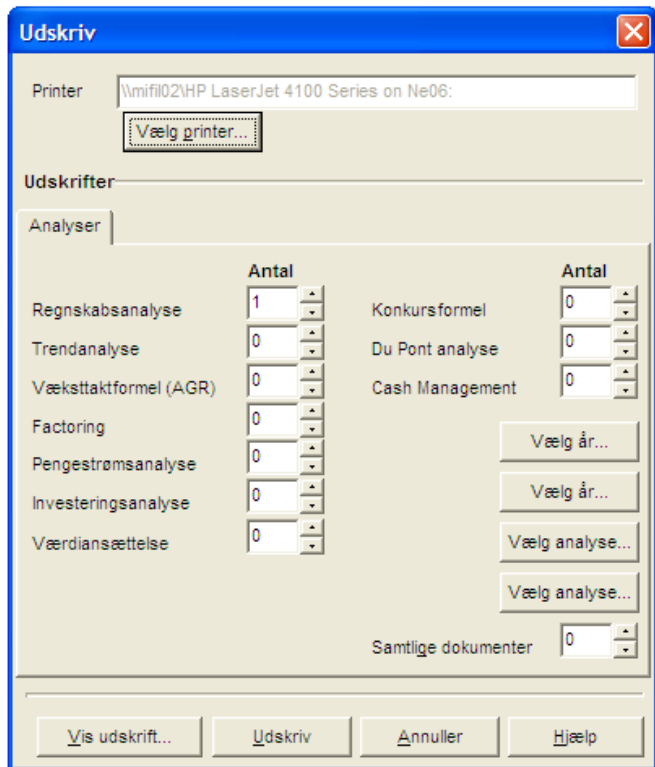 Udskriv
Printer \\mifil02\HP LaserJet 4100 Series on Ne06:
Vælg printer...
Udskrifter
Analyser
Antal Antal
Regnskabsanalyse 1 Konkursformel 0
Trendanalyse 0 Du Pont analyse 0
Væksttaktformel (AGR) 0 Cash Management 0
Factoring 0 Vælg år...
Pengestrømsanalyse 0
Investeringsanalyse 0 Vælg år...
Værdiansættelse 0 Vælg analyse...
Vælg analyse...
Samtlige dokumenter 0
Vis udskrift... Udskriv Annuller Hjælp